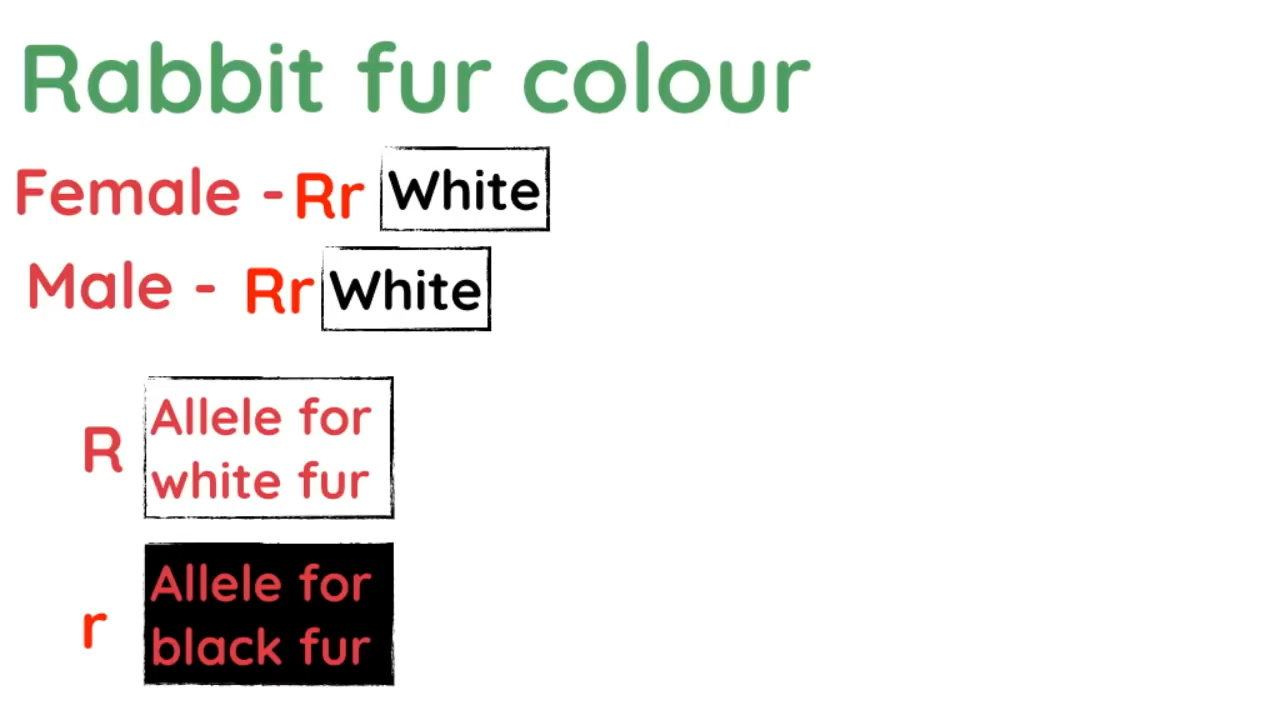 Rabbit fur colour
Female - Rr White
Male - Rr White
R Allele for
white fur
r Allele for
black fur